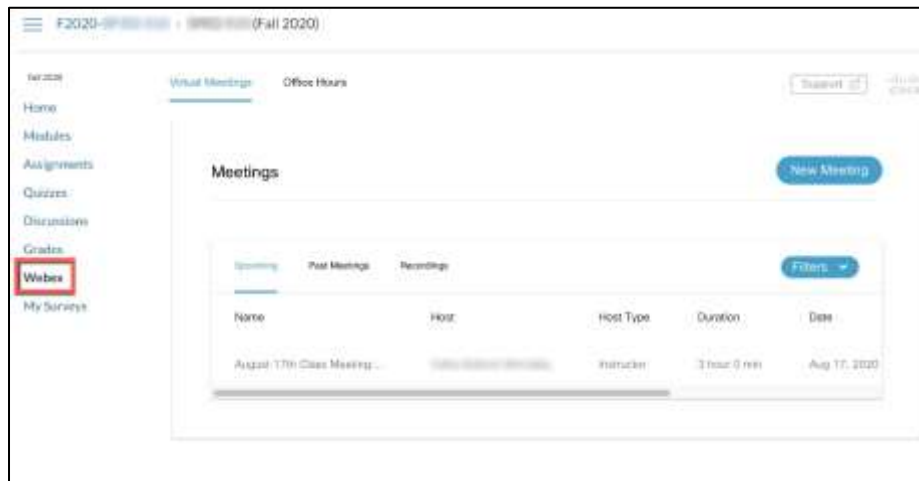 F2020- (Fall 2020)
Fall 2020
Virtual Meetings Office Hours Support
Home
Modules
Assignments
Meetings New Meeting
Quizzes
Discussions
Grades
Upcoming Past Meetings Recordings Filters
Webex
My Surveys
Name Host Host Type Duration Date
August 17th Class Meeting... Instructor 3 hour 0 min Aug 17, 2020